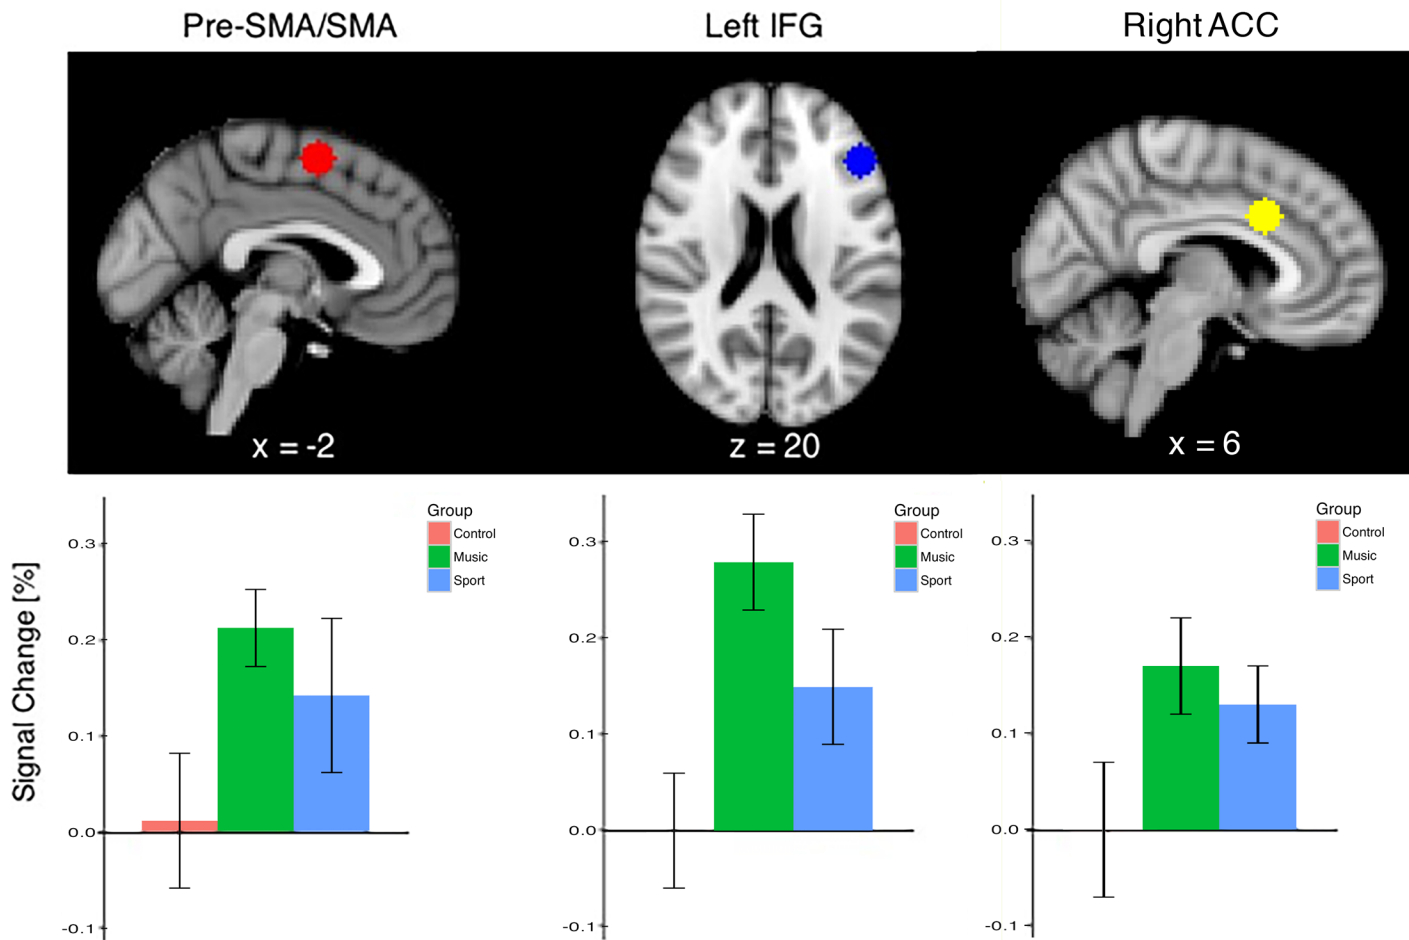 Pre-SMA/SMA
Left IFG
Right ACC
x = -2
z = 20
x = 6
Signal Change [%]
0.3
0.2
0.1
0.0
-0.1
Group
Control
Music
Sport
0.3
0.2
0.1
0.0
-0.1
Group
Control
Music
Sport
0.3
0.2
0.1
0.0
-0.1
Group
Control
Music
Sport